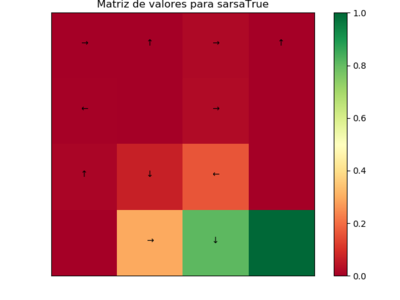 Matriz de valores para sarsaTrue
→ ↑ → ↑
← →
↑ ↓ ←
→ ↓
1.0
0.8
0.6
0.4
0.2
0.0